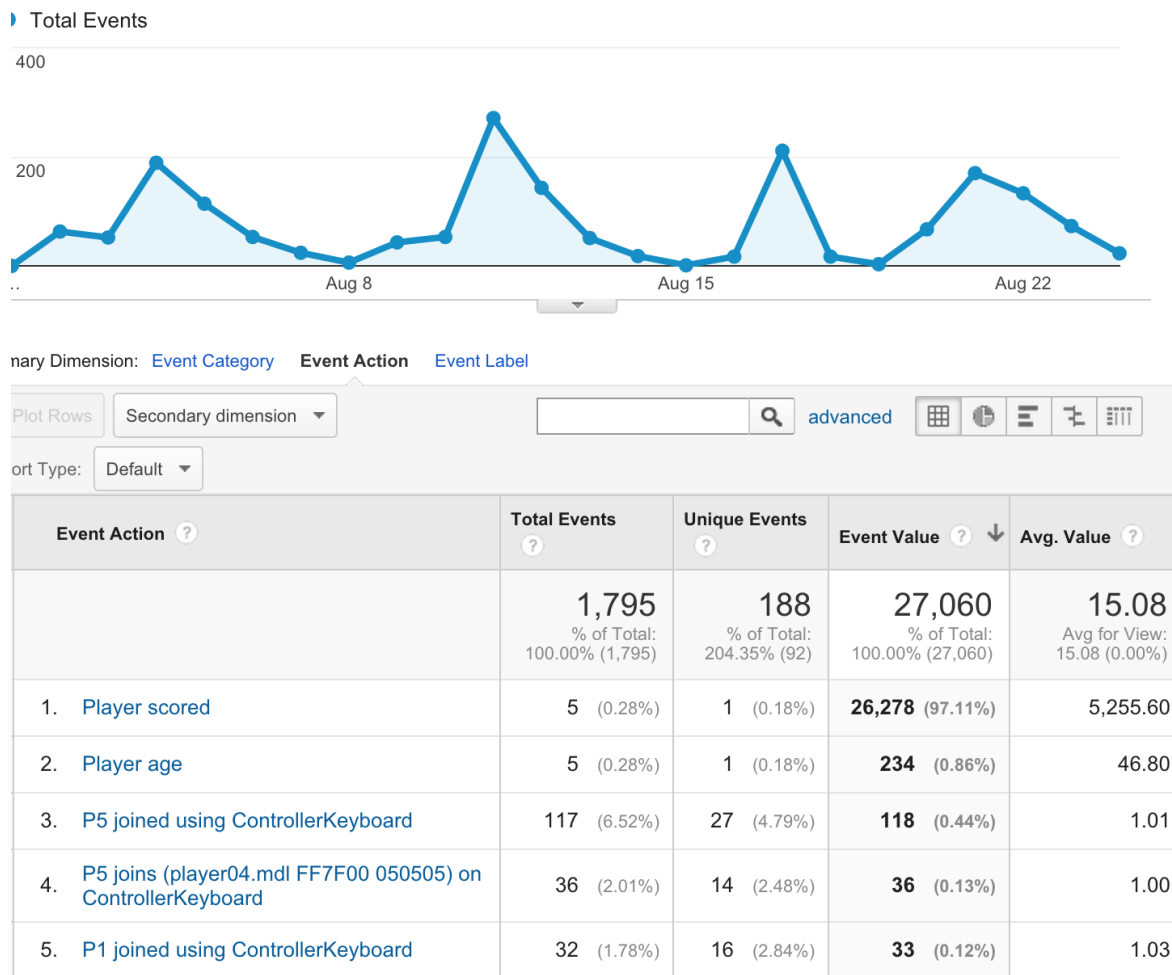 Total Events
400
200
..
Aug 8
Aug 15
Aug 22
mary Dimension: Event Category Event Action Event Label
Plot Rows Secondary dimension advanced
ort Type: Default
Event Action ? Total Events ? Unique Events ? Event Value ? Avg. Value ?
1,795 188 27,060 15.08
% of Total: % of Total: % of Total: Avg for View:
100.00% (1,795) 204.35% (92) 100.00% (27,060) 15.08 (0.00%)
1. Player scored 5 (0.28%) 1 (0.18%) 26,278 (97.11%) 5,255.60
2. Player age 5 (0.28%) 1 (0.18%) 234 (0.86%) 46.80
3. P5 joined using ControllerKeyboard 117 (6.52%) 27 (4.79%) 118 (0.44%) 1.01
4. P5 joins (player04.mdl FF7F00 050505) on
ControllerKeyboard 36 (2.01%) 14 (2.48%) 36 (0.13%) 1.00
5. P1 joined using ControllerKeyboard 32 (1.78%) 16 (2.84%) 33 (0.12%) 1.03